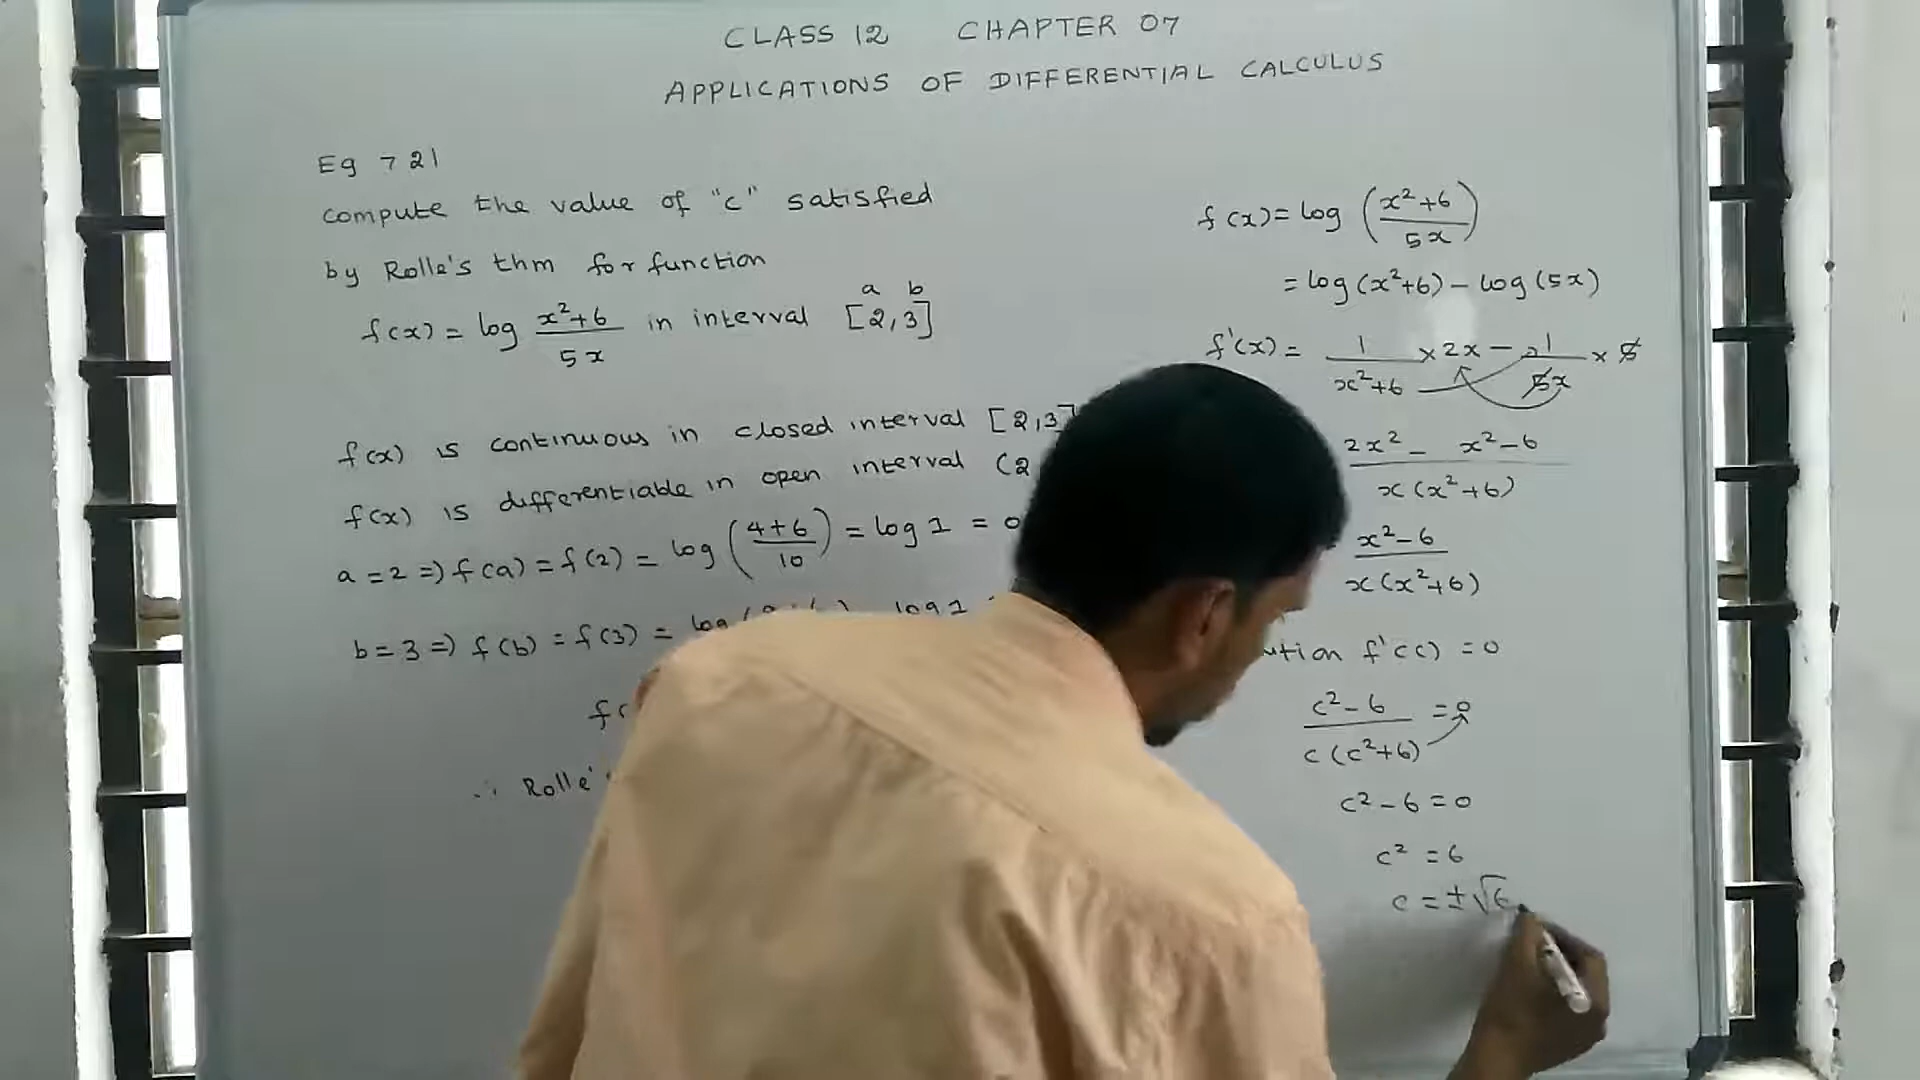 CLASS 12 CHAPTER 07
APPLICATIONS OF DIFFERENTIAL CALCULUS
Eg 7 21
compute the value of "c" satisfied
by Rolle's thm for function
a b
f(x) = log (x²+6)/(5x) in interval [2,3]
f(x) is continuous in closed interval [2,3]
f(x) is differentiable in open interval (2
a = 2 => f(a) = f(2) = log ((4+6)/10) = log 1 = 0
b = 3 => f(b) = f(3) = log ( log 1
∴ Rolle's
f(x) = log ((x²+6)/(5x))
= log(x²+6) - log(5x)
f'(x) = 1/(x²+6) × 2x - 1/(5x) × 5
(2x² - x²-6)/(x(x²+6))
(x²-6)/(x(x²+6))
f'(c) = 0
(c²-6)/(c(c²+6)) = 0
c² - 6 = 0
c² = 6
c = ±√6